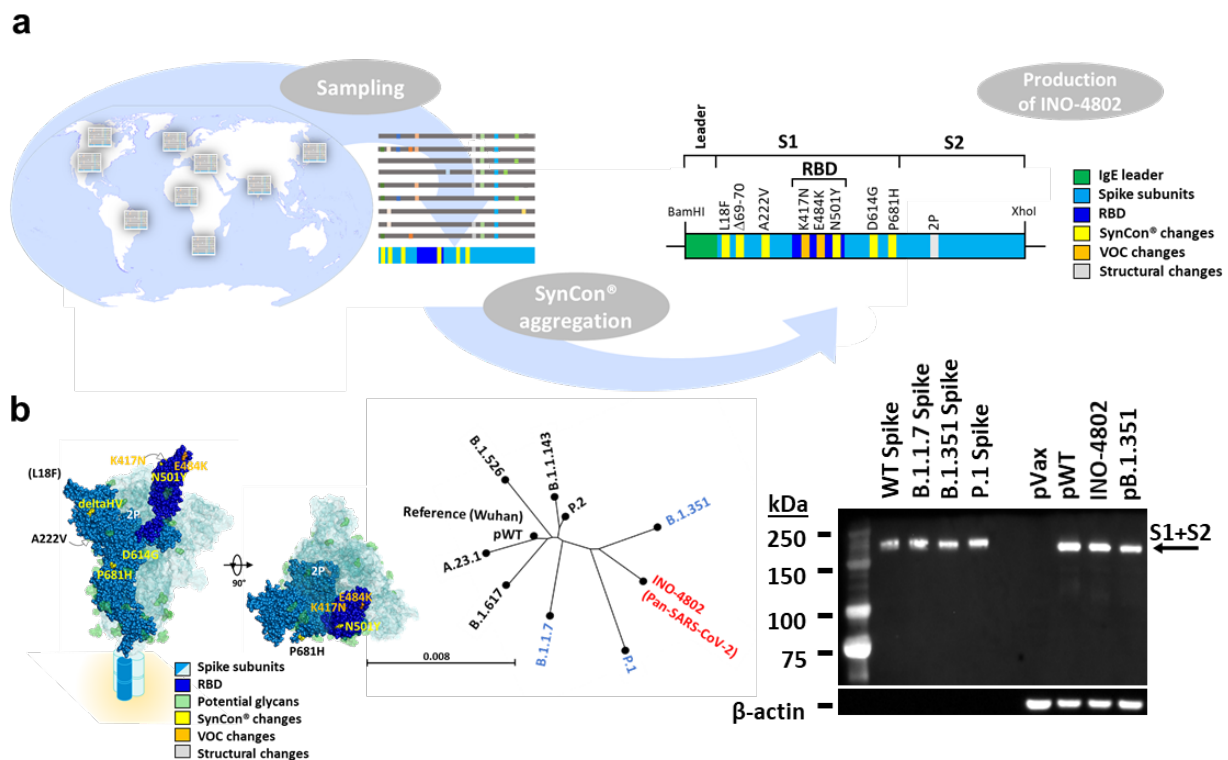 a
Sampling
Production
of INO-4802
SynCon®
aggregation
Leader
S1
S2
RBD
BamHI
L18F
Δ69-70
A222V
K417N
E484K
N501Y
D614G
P681H
2P
XhoI
IgE leader
Spike subunits
RBD
SynCon® changes
VOC changes
Structural changes
b
K417N
E484K
(L18F)
N501Y
deltaHV
2P
A222V
D614G
P681H
90°
2P
E484K
K417N
N501Y
P681H
Spike subunits
RBD
Potential glycans
SynCon® changes
VOC changes
Structural changes
B.1.526
B.1.1.143
P.2
Reference (Wuhan)
pWT
A.23.1
B.1.617
B.1.1.7
P.1
B.1.351
INO-4802
(Pan-SARS-CoV-2)
0.008
WT Spike
B.1.1.7 Spike
B.1.351 Spike
P.1 Spike
pVax
pWT
INO-4802
pB.1.351
kDa
250
150
100
75
S1+S2
β-actin